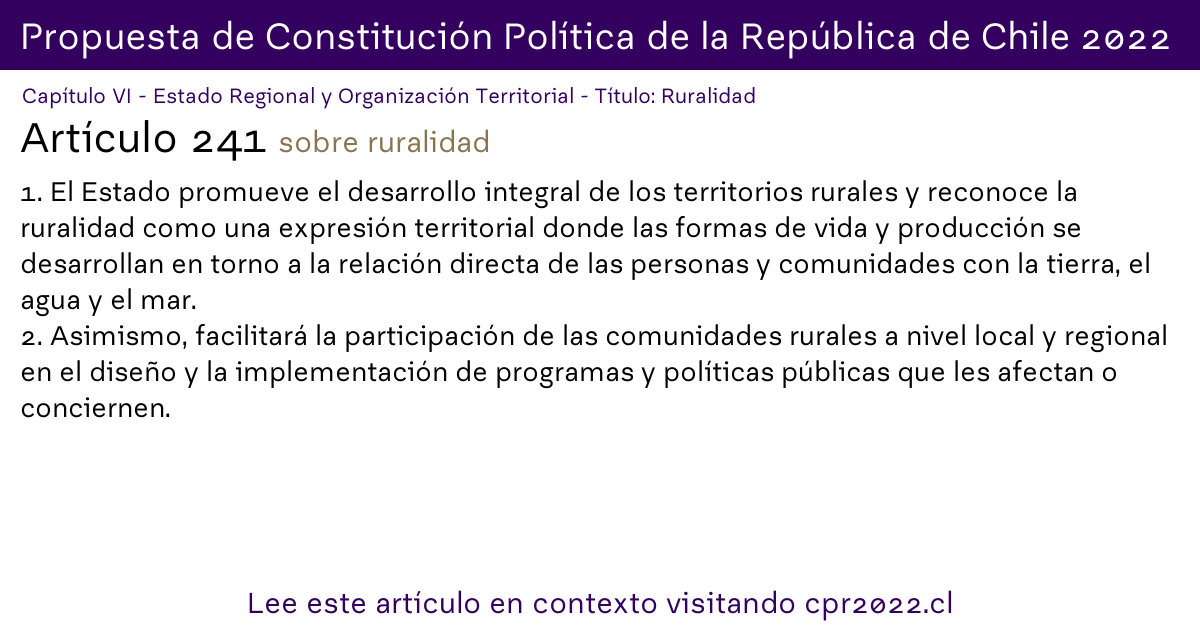 Propuesta de Constitución Política de la República de Chile 2022
Capítulo VI - Estado Regional y Organización Territorial - Título: Ruralidad
Artículo 241 sobre ruralidad
1. El Estado promueve el desarrollo integral de los territorios rurales y reconoce la
ruralidad como una expresión territorial donde las formas de vida y producción se
desarrollan en torno a la relación directa de las personas y comunidades con la tierra, el
agua y el mar.
2. Asimismo, facilitará la participación de las comunidades rurales a nivel local y regional
en el diseño y la implementación de programas y políticas públicas que les afectan o
conciernen.
Lee este artículo en contexto visitando cpr2022.cl